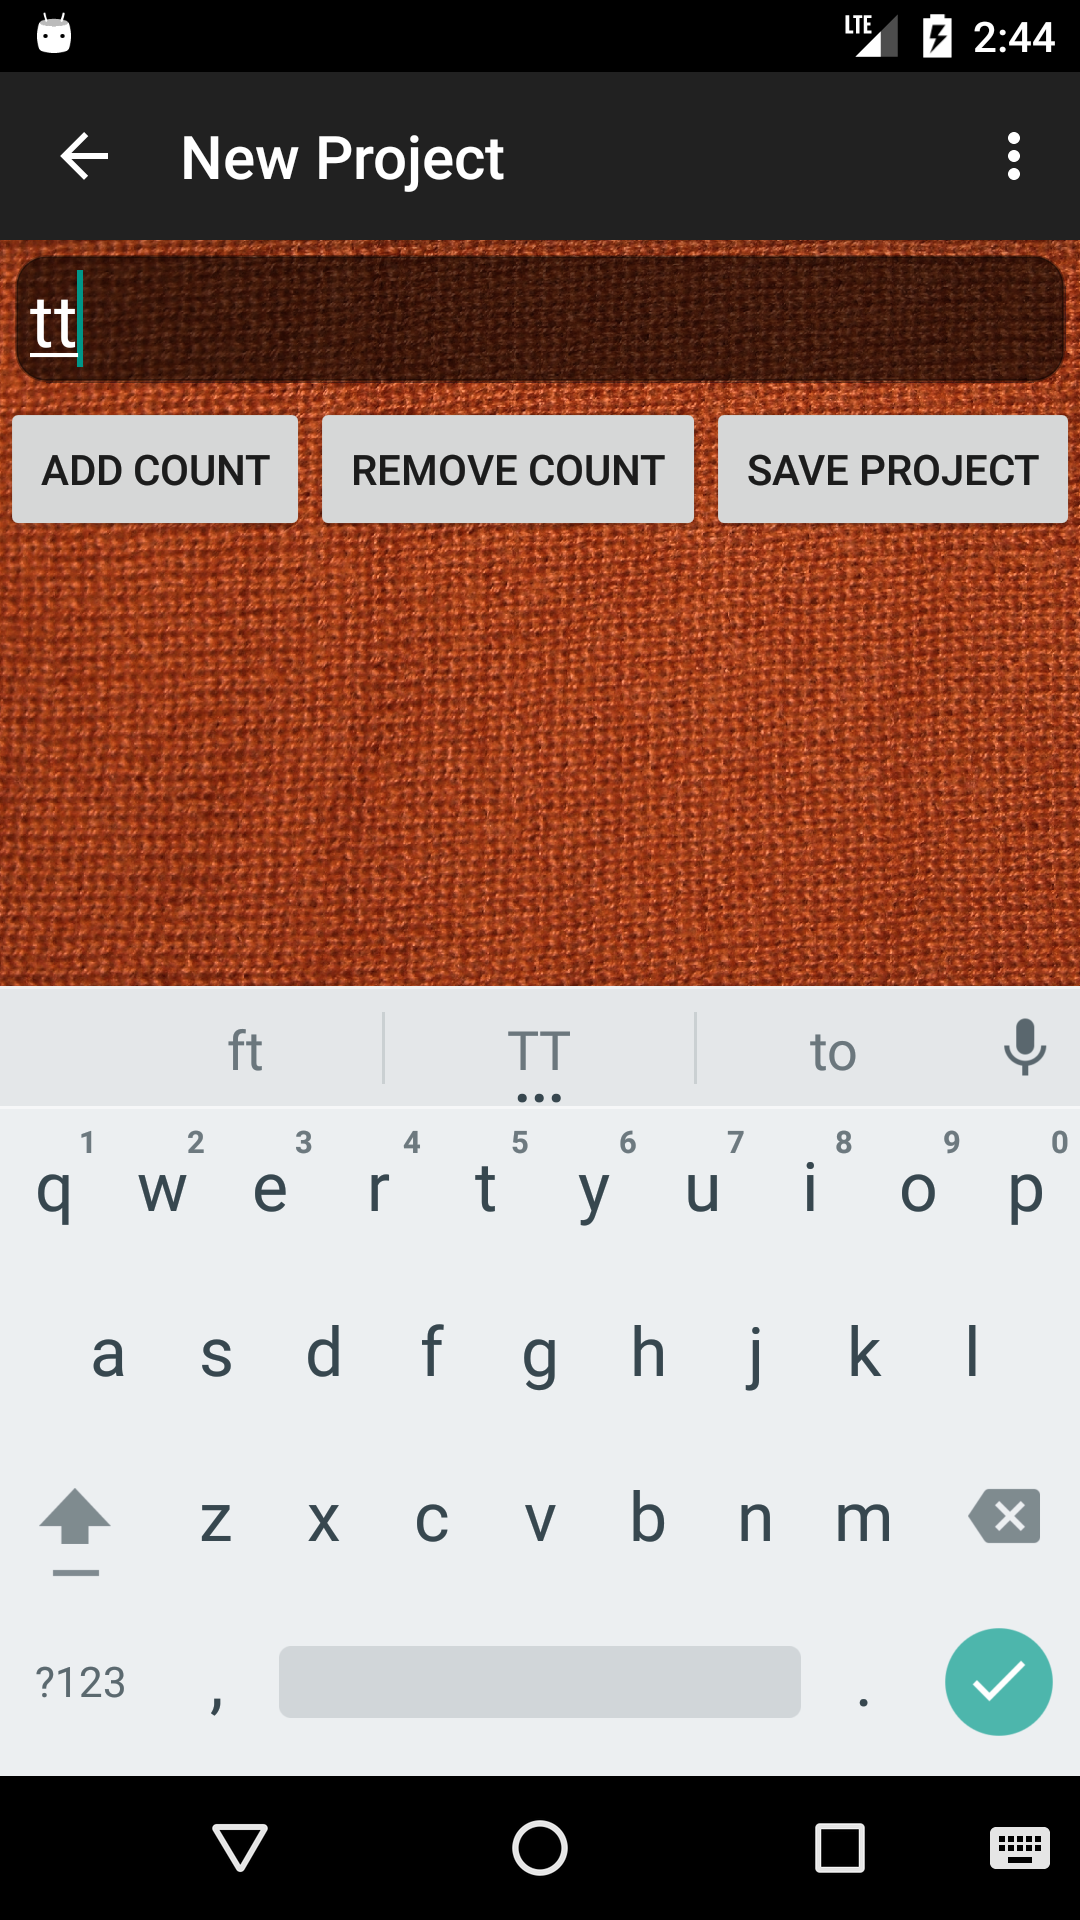 LTE 2:44
New Project
tt
ADD COUNT REMOVE COUNT SAVE PROJECT
ft TT to
1 2 3 4 5 6 7 8 9 0
q w e r t y u i o p
a s d f g h j k l
z x c v b n m
?123 , .